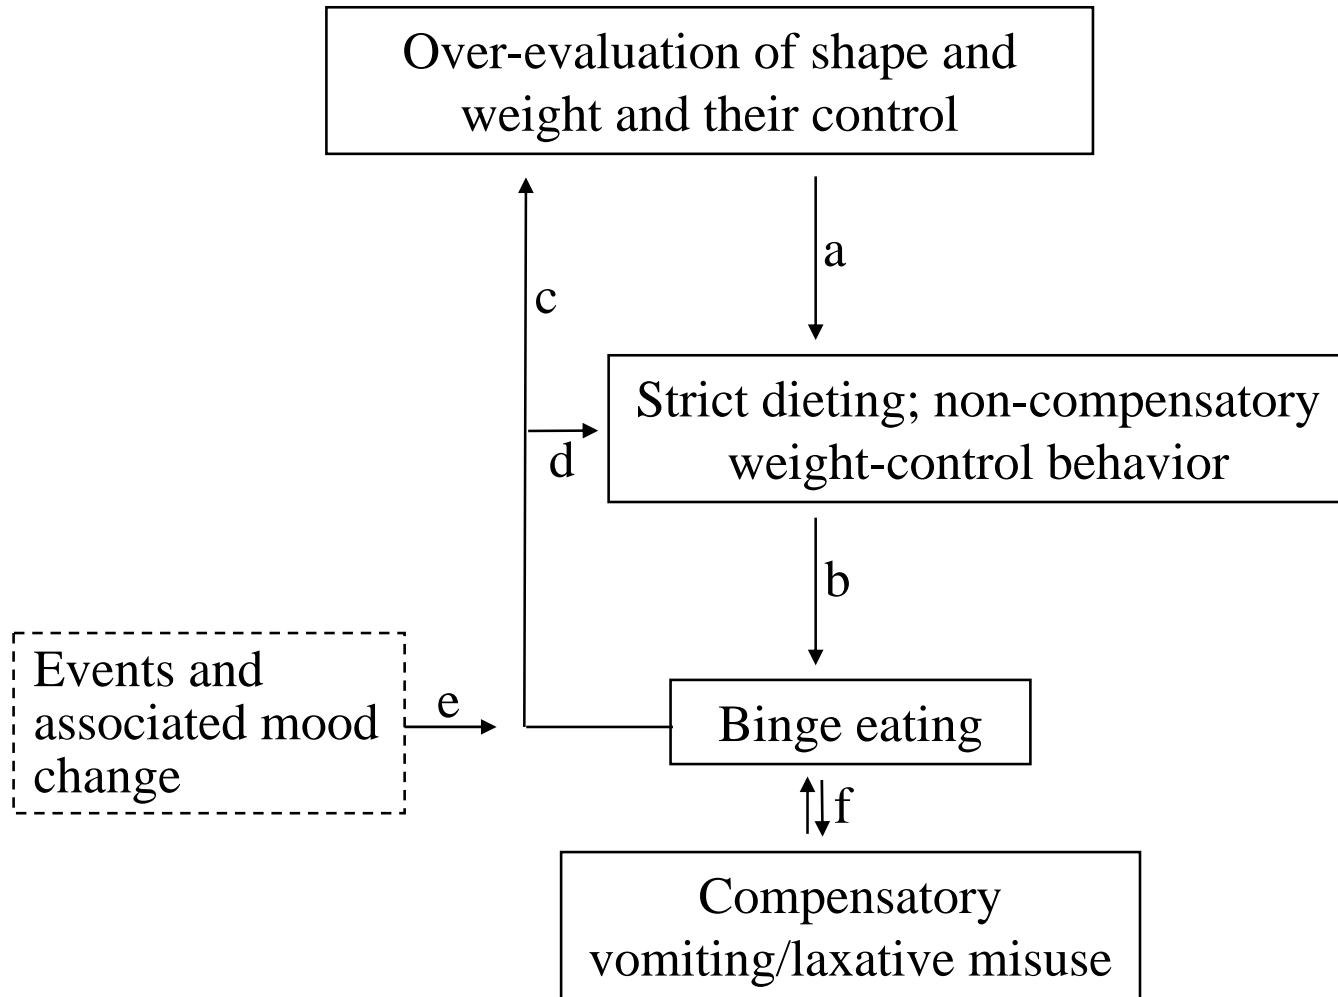 Over-evaluation of shape and
weight and their control
a
c
Strict dieting; non-compensatory
weight-control behavior
d
b
Events and
associated mood
change
e
Binge eating
f
Compensatory
vomiting/laxative misuse